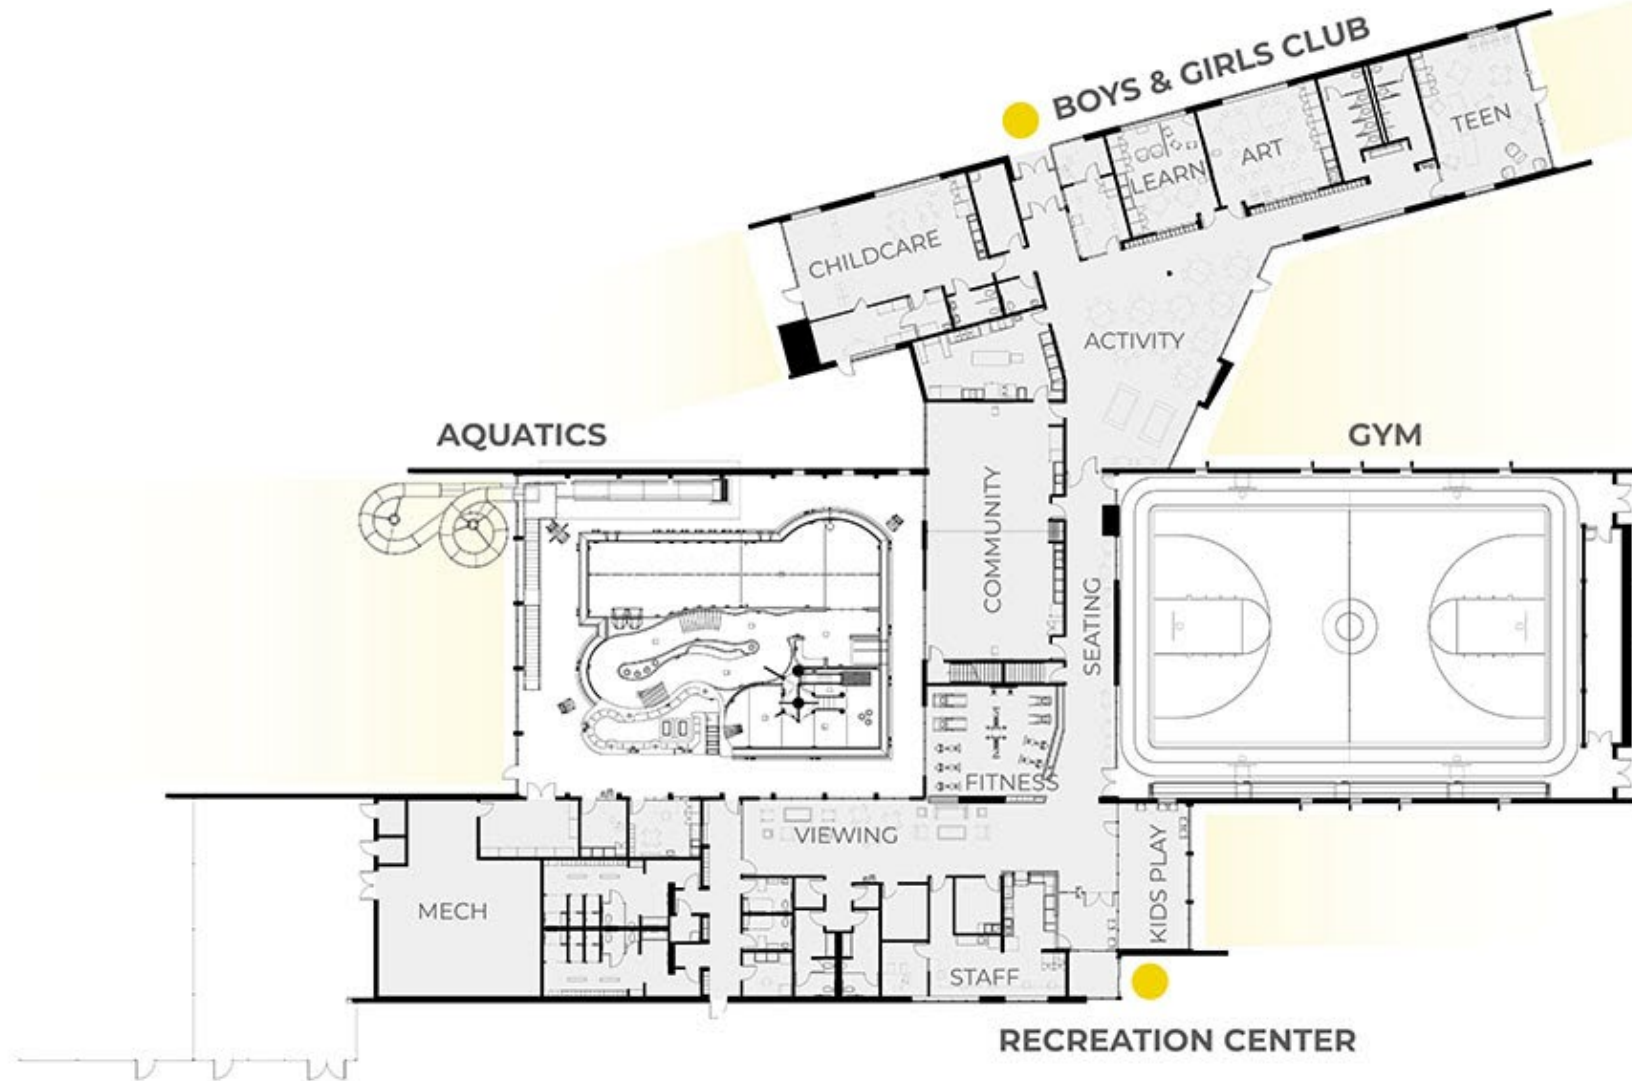 BOYS & GIRLS CLUB
TEEN
ART
LEARN
CHILDCARE
ACTIVITY
AQUATICS
GYM
COMMUNITY
SEATING
FITNESS
VIEWING
KIDS PLAY
MECH
STAFF
RECREATION CENTER